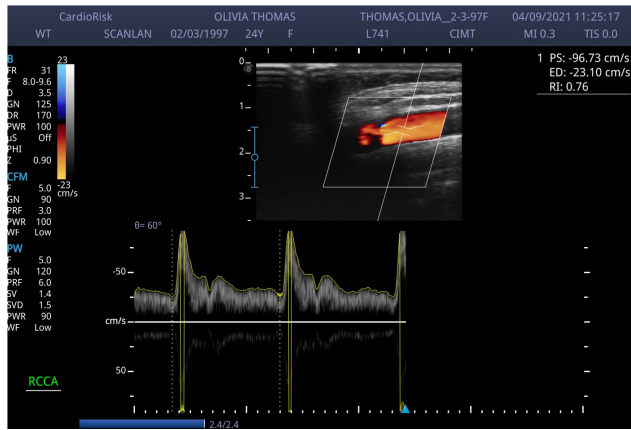 CardioRisk OLIVIA THOMAS THOMAS,OLIVIA__2-3-97F 04/09/2021 11:25:17
WT SCANLAN 02/03/1997 24Y F L741 CIMT MI 0.3 TIS 0.0
B
FR 31
F 8.0-9.6
D 3.5
GN 125
DR 170
PWR 100
µS Off
PHI
Z 0.90
CFM
F 5.0
GN 90
PRF 3.0
PWR 100
WF Low
PW
F 5.0
GN 120
PRF 6.0
SV 1.4
SVD 1.5
PWR 90
WF Low
RCCA
23
-23
cm/s
S
0
1
2
3
1 PS: -96.73 cm/s
ED: -23.10 cm/s
RI: 0.76
θ= 60°
-50
cm/s
50
2.4/2.4